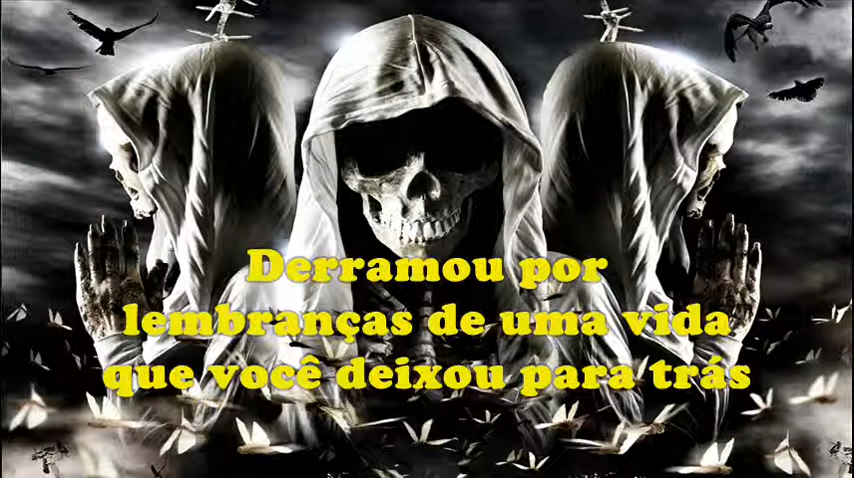 Derramou por
lembranças de uma vida
que você deixou para trás